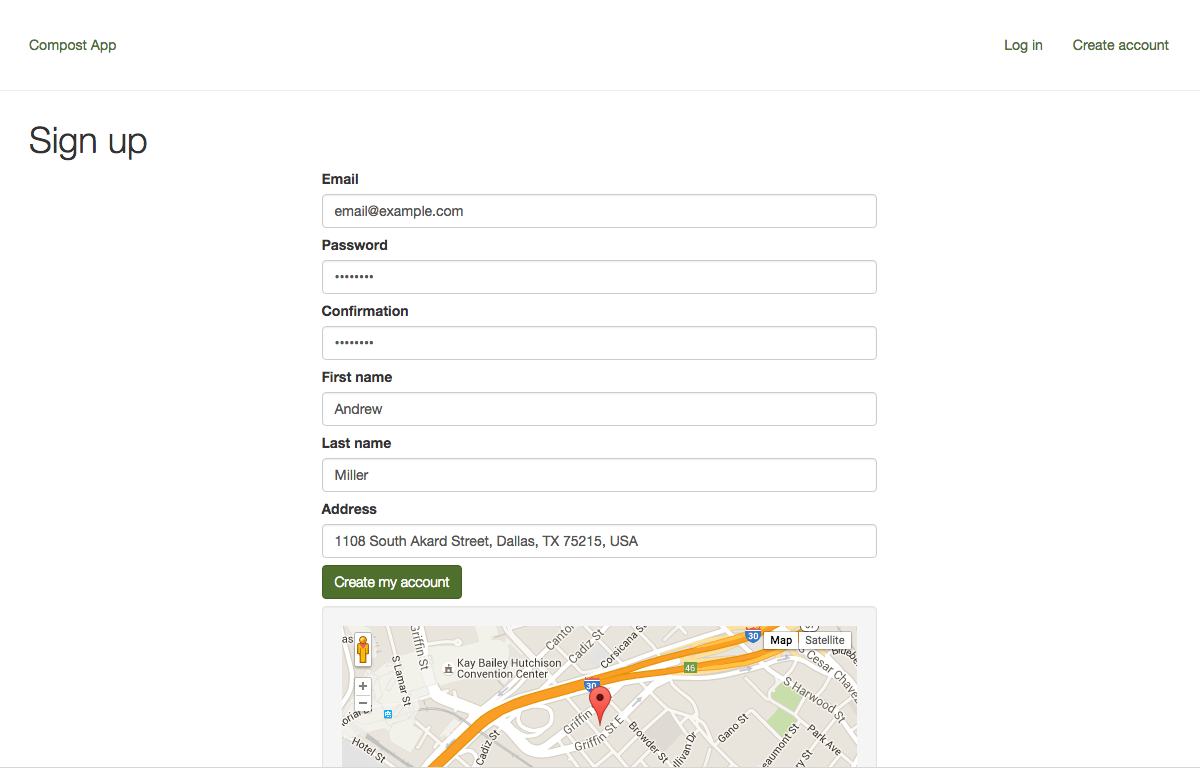 Compost App
Log in
Create account
Sign up
Email
email@example.com
Password
••••••••
Confirmation
••••••••
First name
Andrew
Last name
Miller
Address
1108 South Akard Street, Dallas, TX 75215, USA
Create my account
Map
Satellite
30
46
30
Kay Bailey Hutchison
Convention Center
Griffin St
S Lamar St
Canton
Cadiz St
Corsicana St
S Cesar Chavez
S Harwood St
Park Ave
Gano St
Browder St
Griffin St E
Griffin
Cadiz St
Hotel St